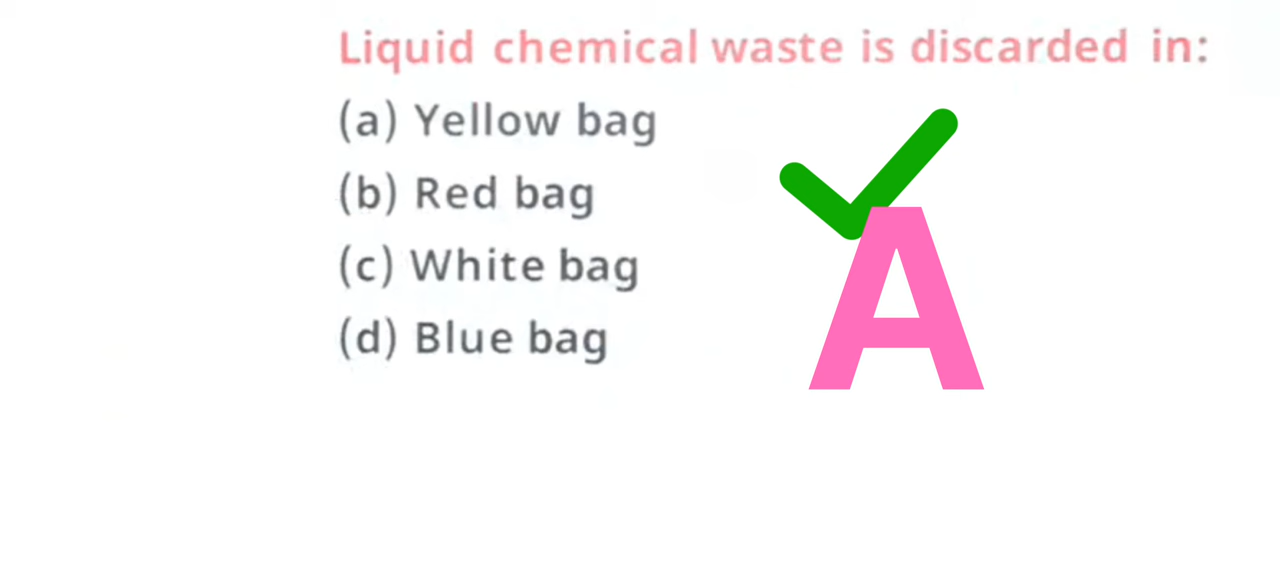 Liquid chemical waste is discarded in:
(a) Yellow bag
(b) Red bag
(c) White bag
(d) Blue bag
A